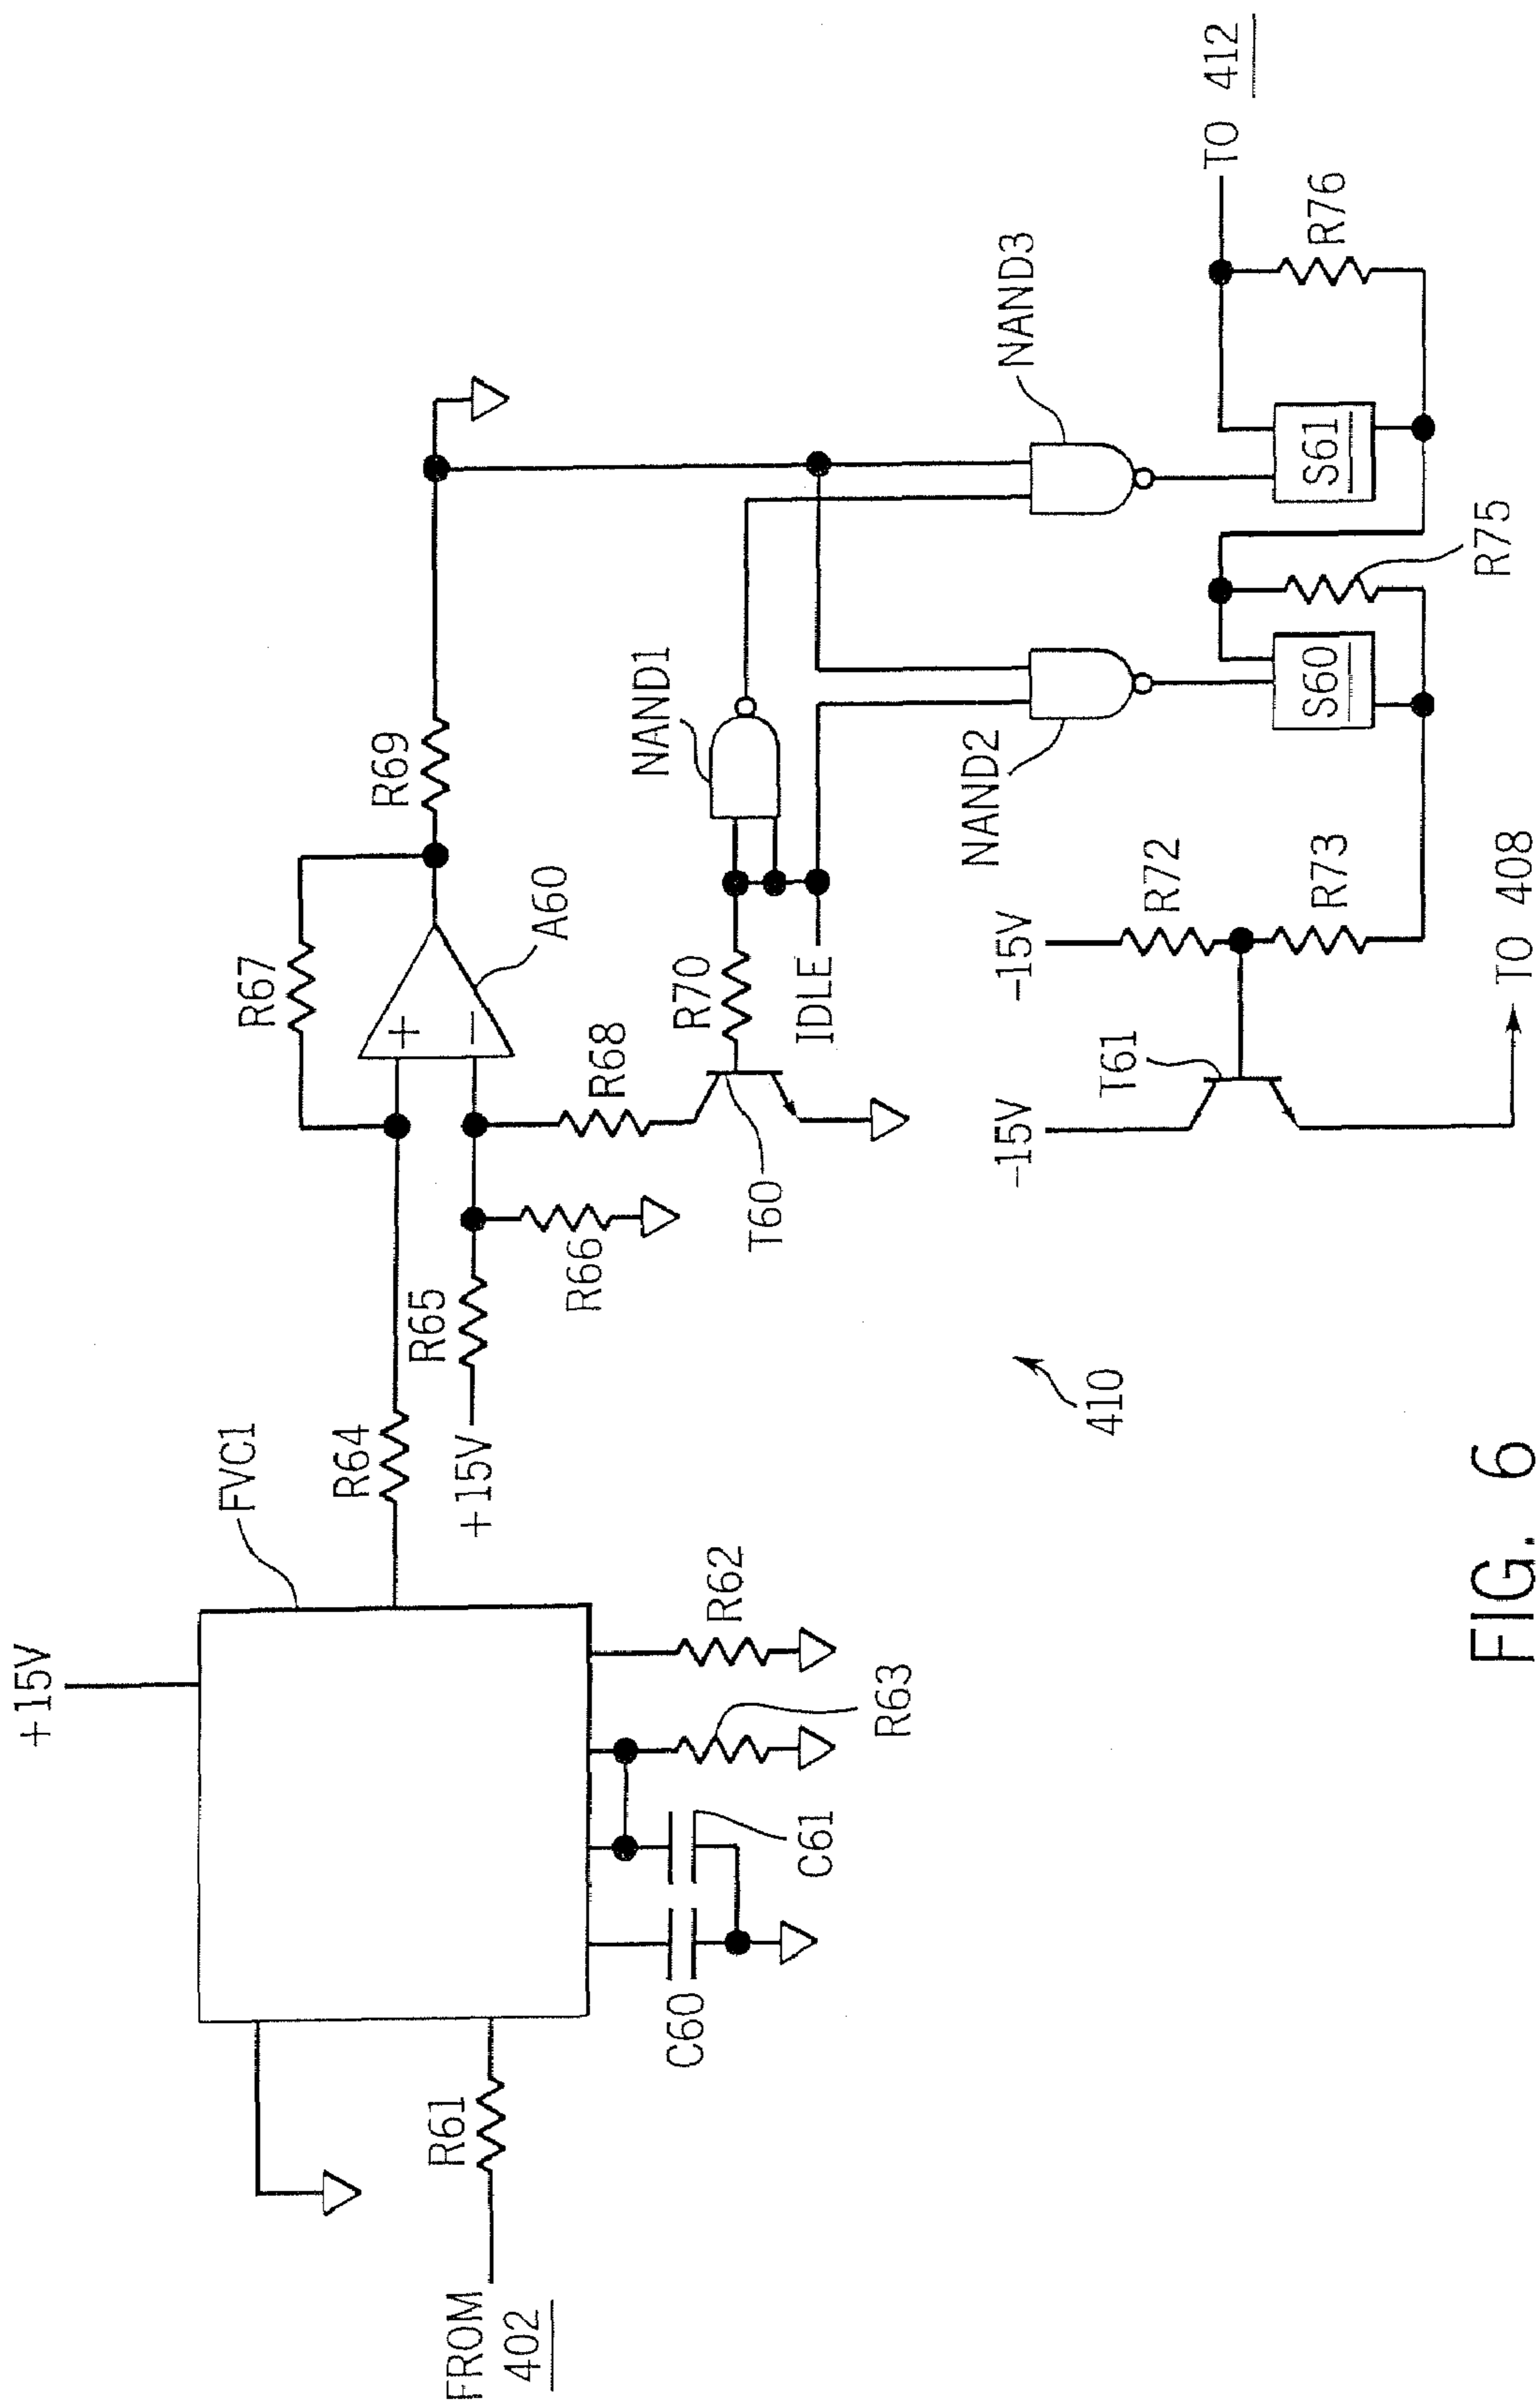 +15V
FVC1
FROM
402
R61
C60
C61
R63
R62
R64
+15V
R65
R66
R67
+
−
A60
R68
R69
T60
R70
IDLE
NAND1
NAND2
NAND3
-15V
-15V
T61
R72
R73
TO 408
S60
R75
S61
R76
TO 412
410
FIG. 6